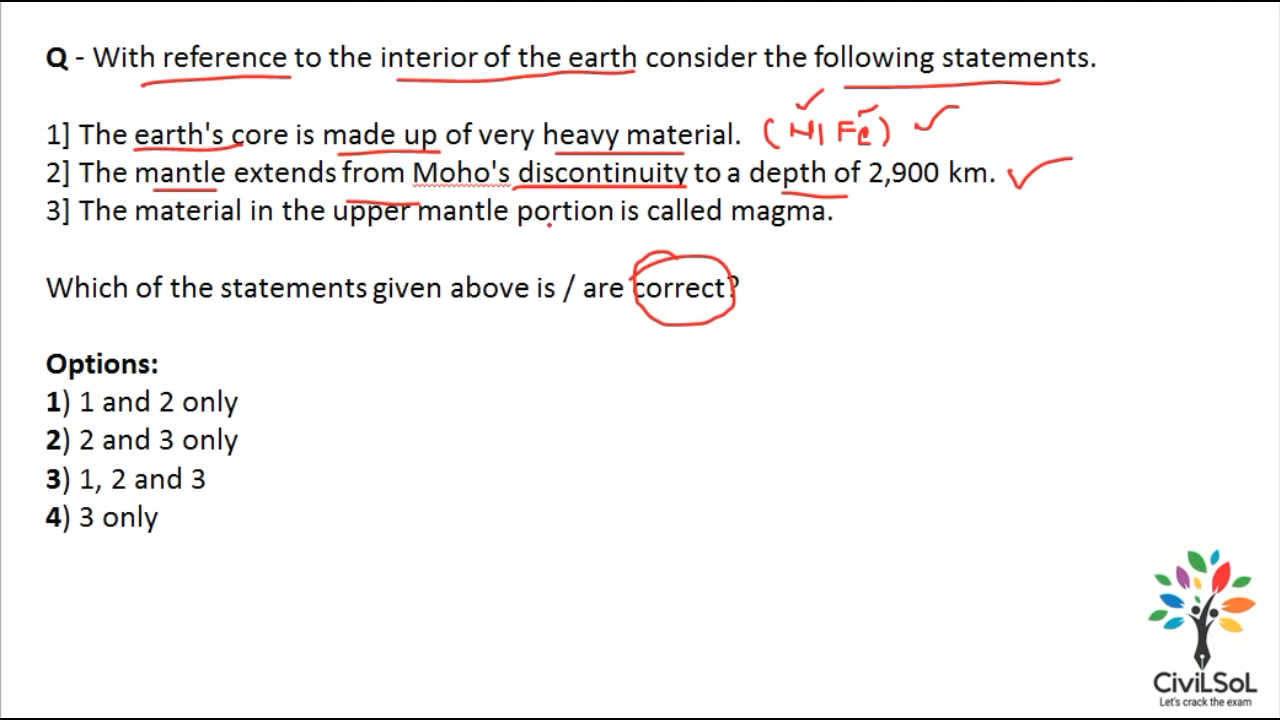 Q - With reference to the interior of the earth consider the following statements.
1] The earth's core is made up of very heavy material. (NI Fe)
2] The mantle extends from Moho's discontinuity to a depth of 2,900 km.
3] The material in the upper mantle portion is called magma.
Which of the statements given above is / are correct?
Options:
1) 1 and 2 only
2) 2 and 3 only
3) 1, 2 and 3
4) 3 only
CiviLSoL
Let's crack the exam